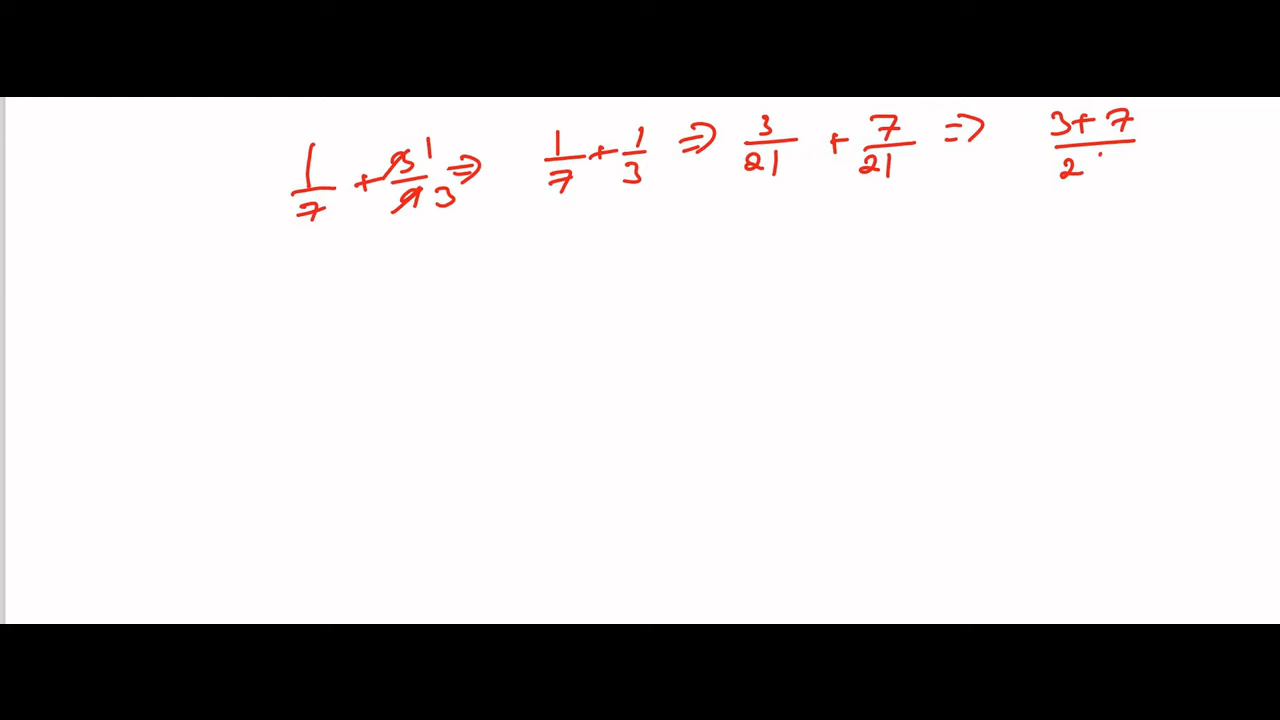 1/7 + 3/9 1 3 ⇒ 1/7 + 1/3 ⇒ 3/21 + 7/21 ⇒ 3+7/2